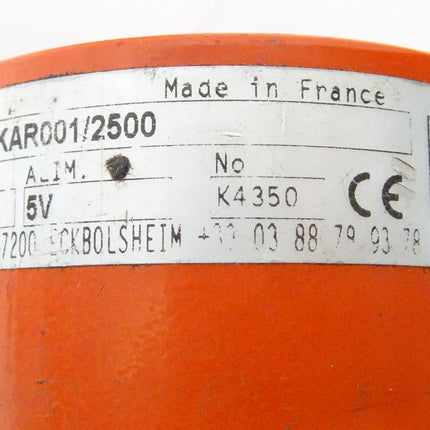 Made in France
KAR001/2500
ALIM. No
5V K4350 CE
7200 ECKBOLSHEIM +33 03 88 79 93 78